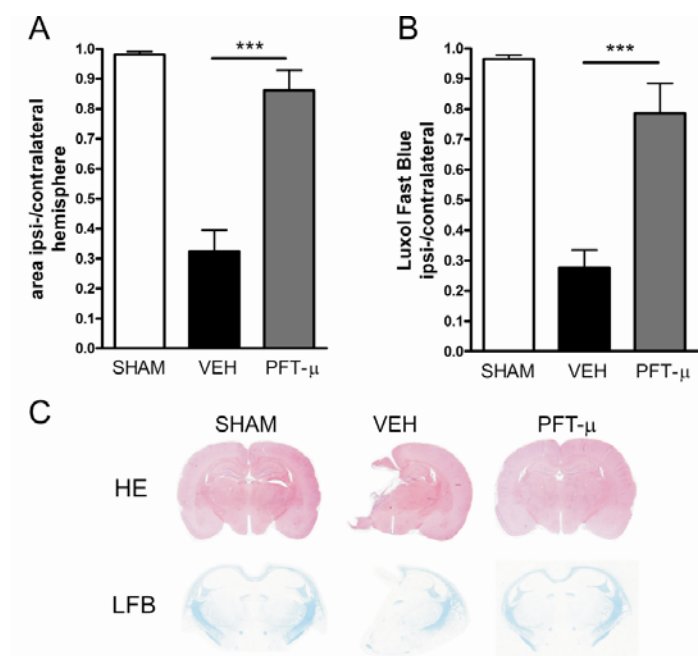 A
***
1.0
0.9
0.8
0.7
0.6
0.5
0.4
0.3
0.2
0.1
0.0
area ipsi-/contralateral
hemisphere
SHAM VEH PFT-μ
B
***
1.0
0.9
0.8
0.7
0.6
0.5
0.4
0.3
0.2
0.1
0.0
Luxol Fast Blue
ipsi-/contralateral
SHAM VEH PFT-μ
C
SHAM VEH PFT-μ
HE
LFB